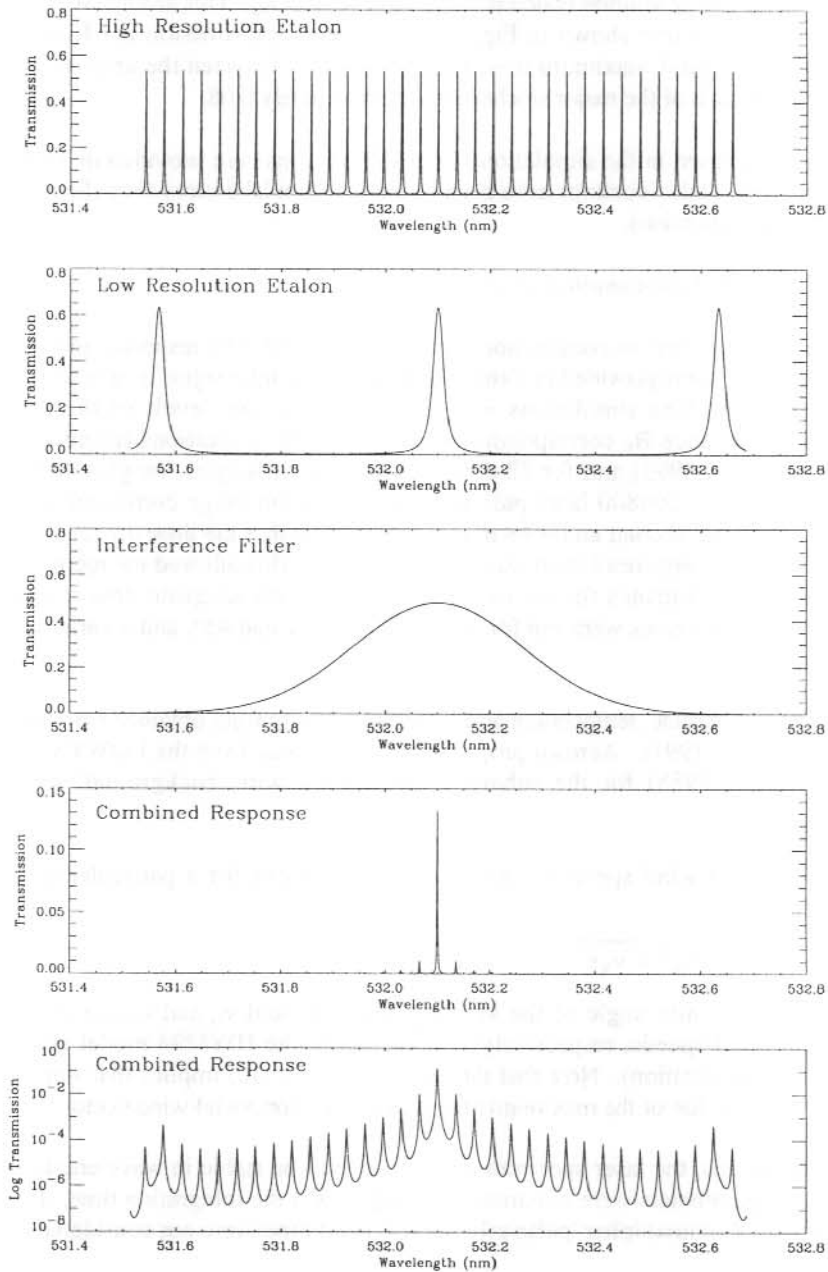 High Resolution Etalon
Transmission
0.8
0.6
0.4
0.2
0.0
531.4 531.6 531.8 532.0 532.2 532.4 532.6 532.8
Wavelength (nm)
Low Resolution Etalon
Transmission
0.8
0.6
0.4
0.2
0.0
531.4 531.6 531.8 532.0 532.2 532.4 532.6 532.8
Wavelength (nm)
Interference Filter
Transmission
0.8
0.6
0.4
0.2
0.0
531.4 531.6 531.8 532.0 532.2 532.4 532.6 532.8
Wavelength (nm)
Combined Response
Transmission
0.15
0.10
0.05
0.00
531.4 531.6 531.8 532.0 532.2 532.4 532.6 532.8
Wavelength (nm)
Combined Response
Log Transmission
10⁰
10⁻²
10⁻⁴
10⁻⁶
10⁻⁸
531.4 531.6 531.8 532.0 532.2 532.4 532.6 532.8
Wavelength (nm)